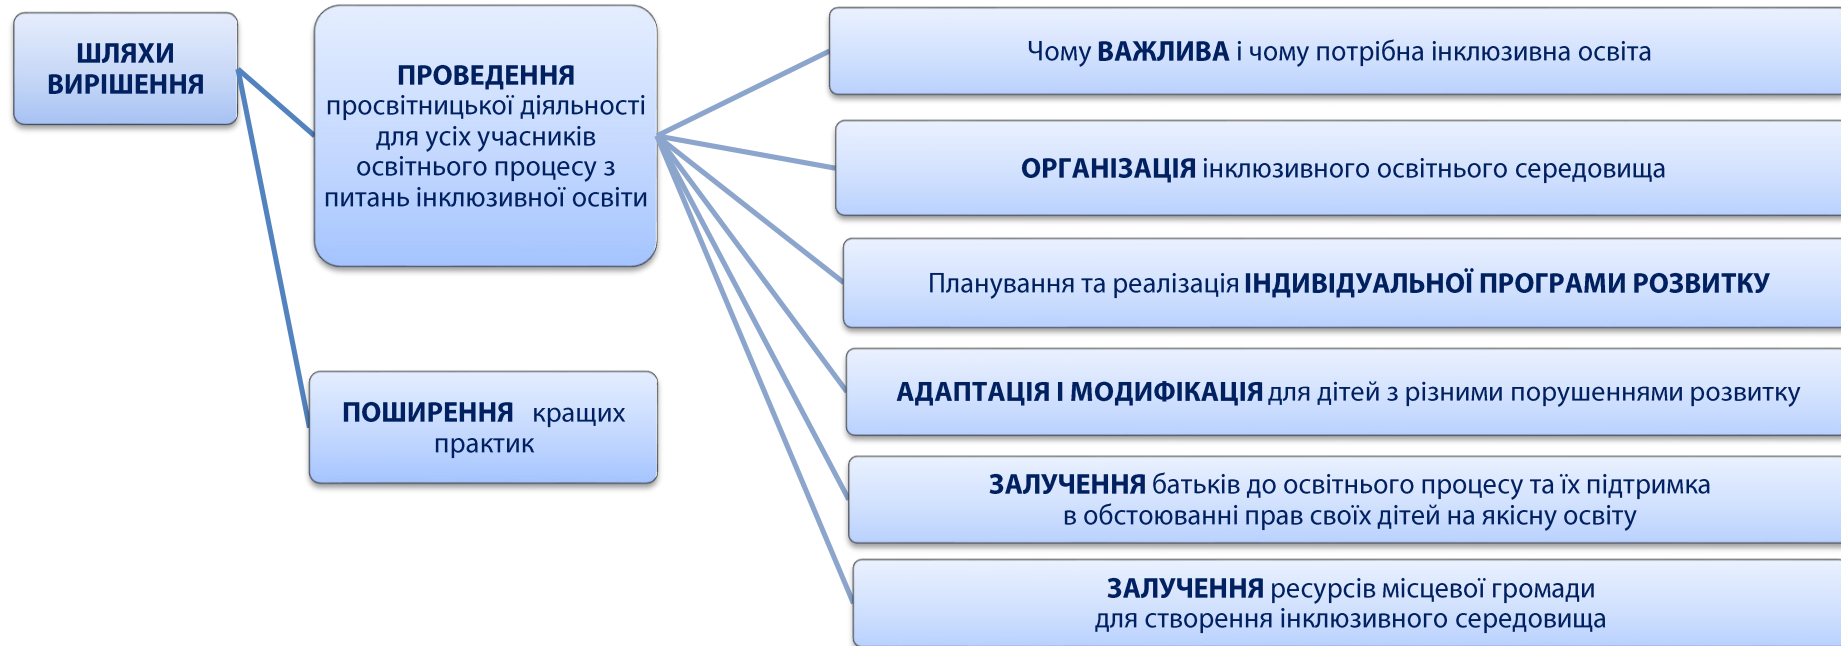 ШЛЯХИ
ВИРІШЕННЯ
ПРОВЕДЕННЯ
просвітницької діяльності
для усіх учасників
освітнього процесу з
питань інклюзивної освіти
ПОШИРЕННЯ кращих
практик
Чому ВАЖЛИВА і чому потрібна інклюзивна освіта
ОРГАНІЗАЦІЯ інклюзивного освітнього середовища
Планування та реалізація ІНДИВІДУАЛЬНОЇ ПРОГРАМИ РОЗВИТКУ
АДАПТАЦІЯ І МОДИФІКАЦІЯ для дітей з різними порушеннями розвитку
ЗАЛУЧЕННЯ батьків до освітнього процесу та їх підтримка
в обстоюванні прав своїх дітей на якісну освіту
ЗАЛУЧЕННЯ ресурсів місцевої громади
для створення інклюзивного середовища